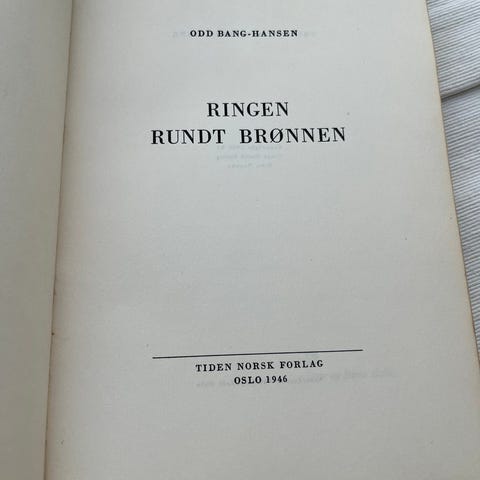 ODD BANG-HANSEN
RINGEN
RUNDT BRØNNEN
TIDEN NORSK FORLAG
OSLO 1946